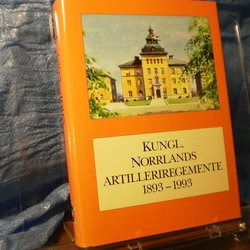 KUNGL.
NORRLANDS
ARTILLERIREGEMENTE
1893–1993